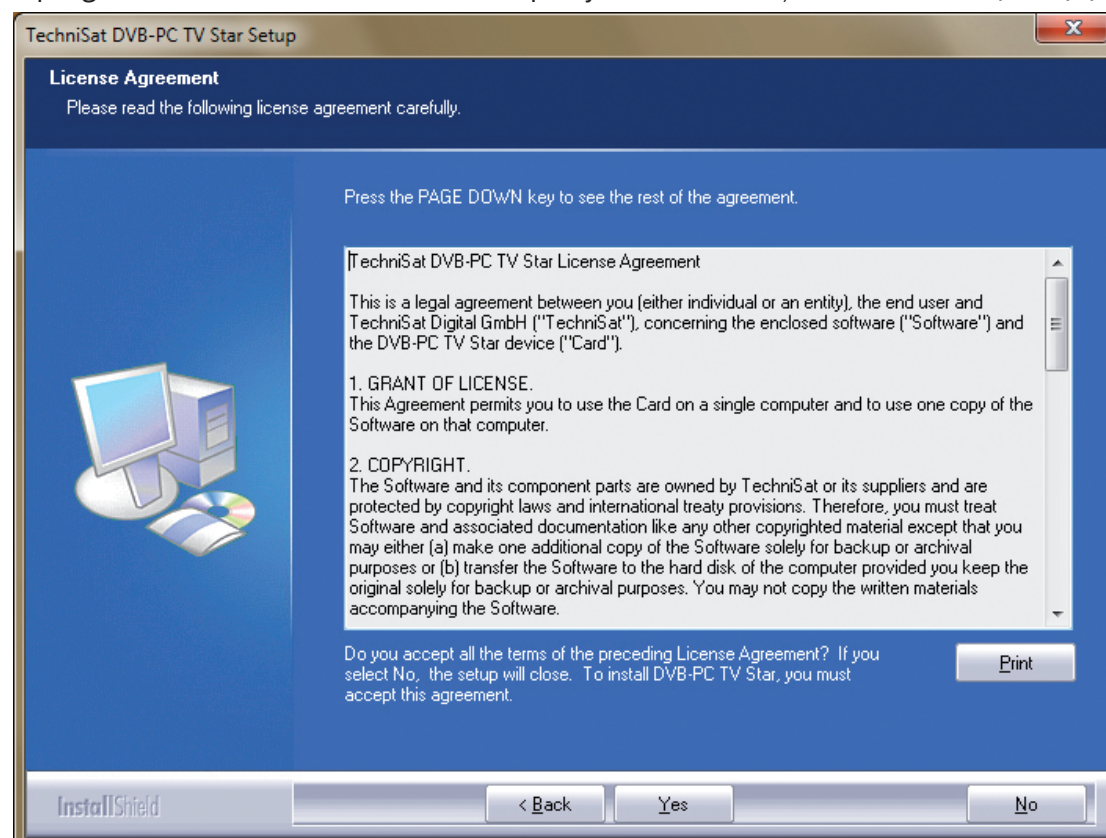 TechniSat DVB-PC TV Star Setup
X
License Agreement
Please read the following license agreement carefully.
Press the PAGE DOWN key to see the rest of the agreement.
TechniSat DVB-PC TV Star License Agreement
This is a legal agreement between you (either individual or an entity), the end user and
TechniSat Digital GmbH ("TechniSat"), concerning the enclosed software ("Software") and
the DVB-PC TV Star device ("Card").
1. GRANT OF LICENSE.
This Agreement permits you to use the Card on a single computer and to use one copy of the
Software on that computer.
2. COPYRIGHT.
The Software and its component parts are owned by TechniSat or its suppliers and are
protected by copyright laws and international treaty provisions. Therefore, you must treat
Software and associated documentation like any other copyrighted material except that you
may either (a) make one additional copy of the Software solely for backup or archival
purposes or (b) transfer the Software to the hard disk of the computer provided you keep the
original solely for backup or archival purposes. You may not copy the written materials
accompanying the Software.
Do you accept all the terms of the preceding License Agreement? If you
select No, the setup will close. To install DVB-PC TV Star, you must
accept this agreement.
Print
InstallShield
< Back
Yes
No